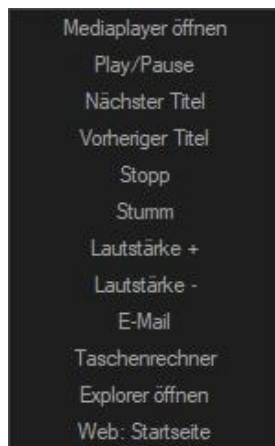 Mediaplayer öffnen
Play/Pause
Nächster Titel
Vorheriger Titel
Stopp
Stumm
Lautstärke +
Lautstärke -
E-Mail
Taschenrechner
Explorer öffnen
Web: Startseite